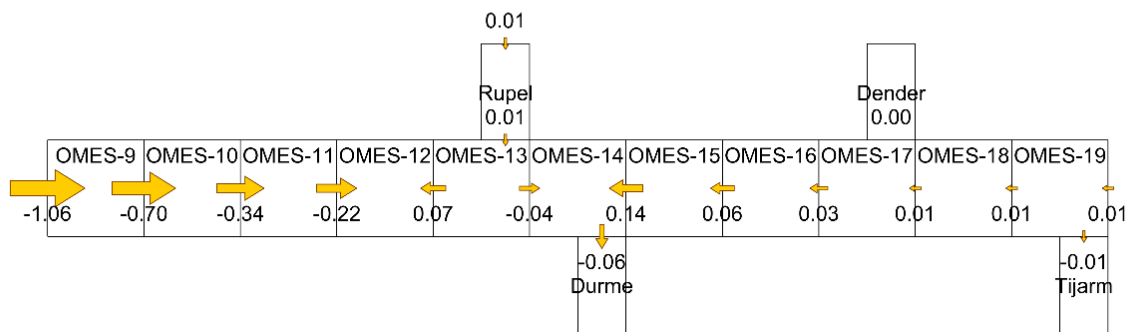 0.01
Rupel
0.01
Dender
0.00
OMES-9 OMES-10 OMES-11 OMES-12 OMES-13 OMES-14 OMES-15 OMES-16 OMES-17 OMES-18 OMES-19
-1.06 -0.70 -0.34 -0.22 0.07 -0.04 0.14 0.06 0.03 0.01 0.01 0.01
-0.06
Durme
-0.01
Tijarm